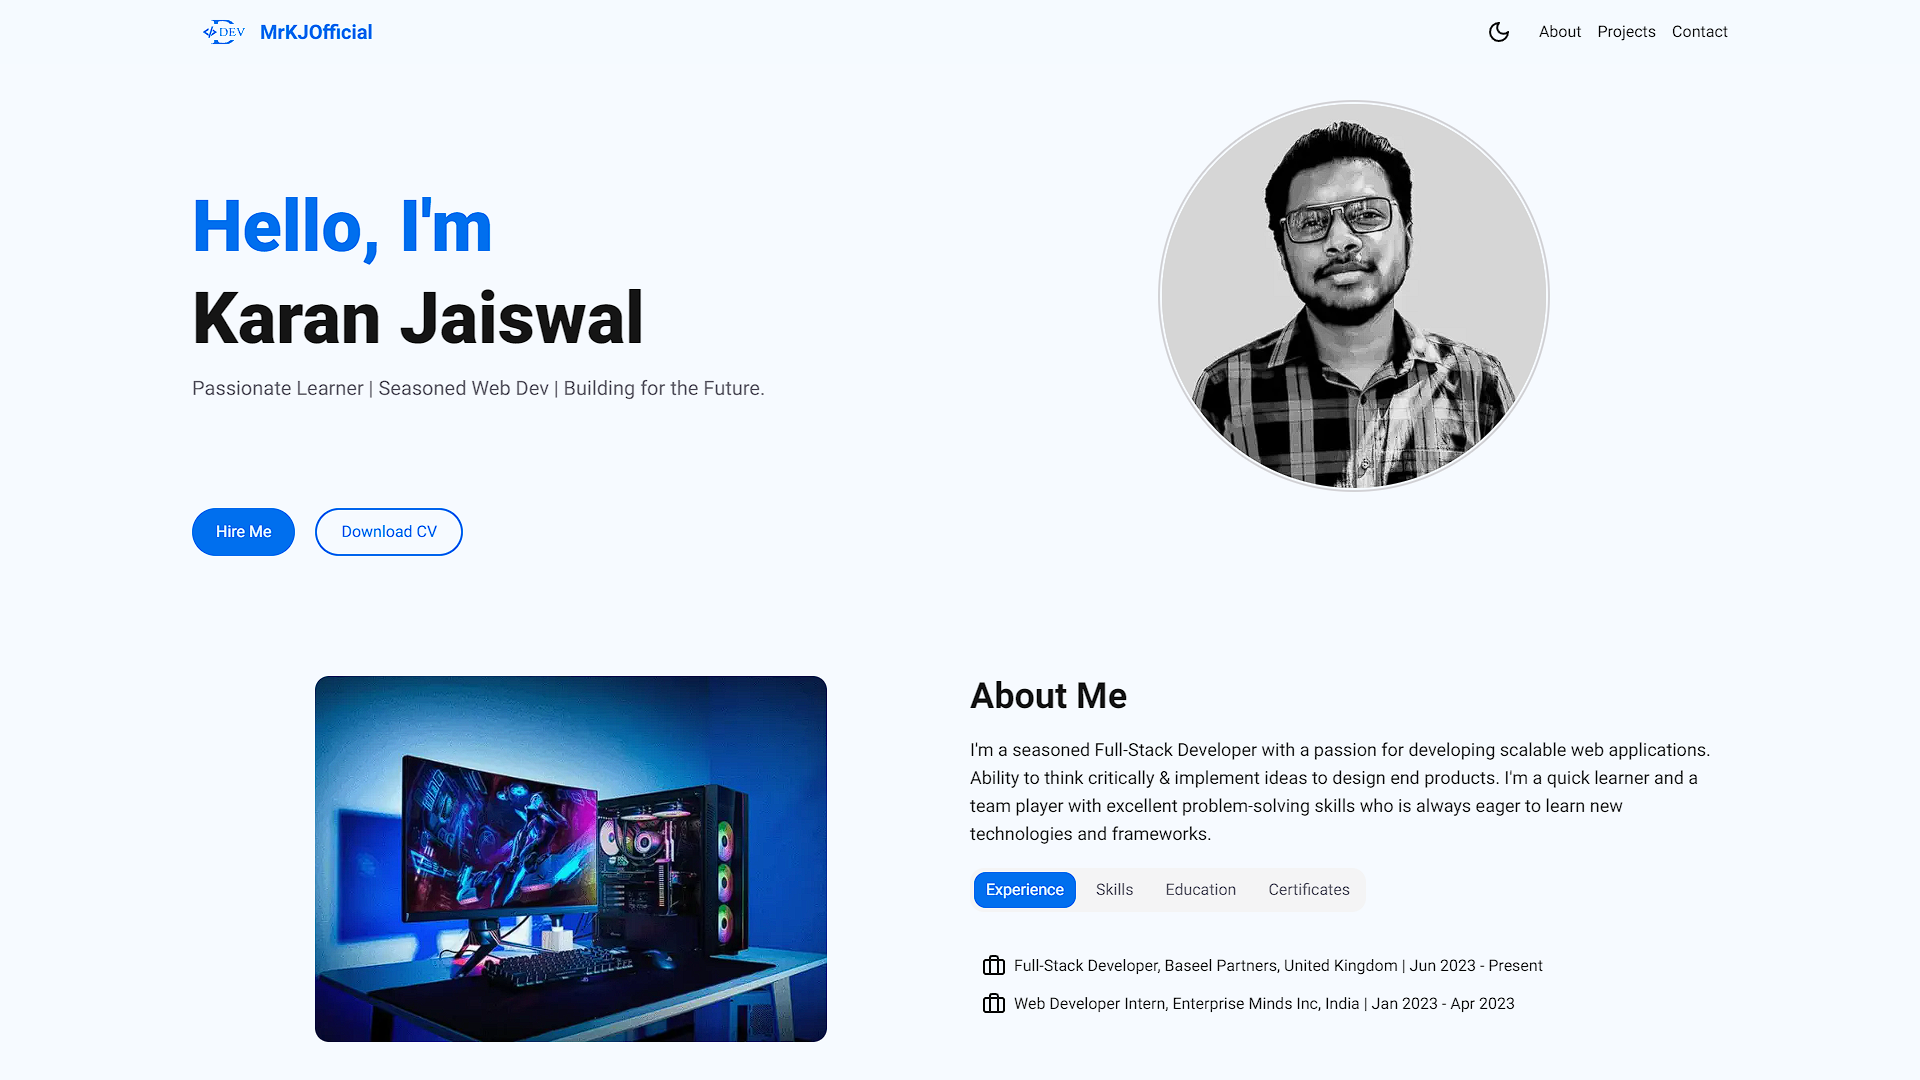 </> DEV
MrKJOfficial
About
Projects
Contact
Hello, I'm
Karan Jaiswal
Passionate Learner | Seasoned Web Dev | Building for the Future.
Hire Me
Download CV
About Me
I'm a seasoned Full-Stack Developer with a passion for developing scalable web applications.
Ability to think critically & implement ideas to design end products. I'm a quick learner and a
team player with excellent problem-solving skills who is always eager to learn new
technologies and frameworks.
Experience
Skills
Education
Certificates
Full-Stack Developer, Baseel Partners, United Kingdom | Jun 2023 - Present
Web Developer Intern, Enterprise Minds Inc, India | Jan 2023 - Apr 2023